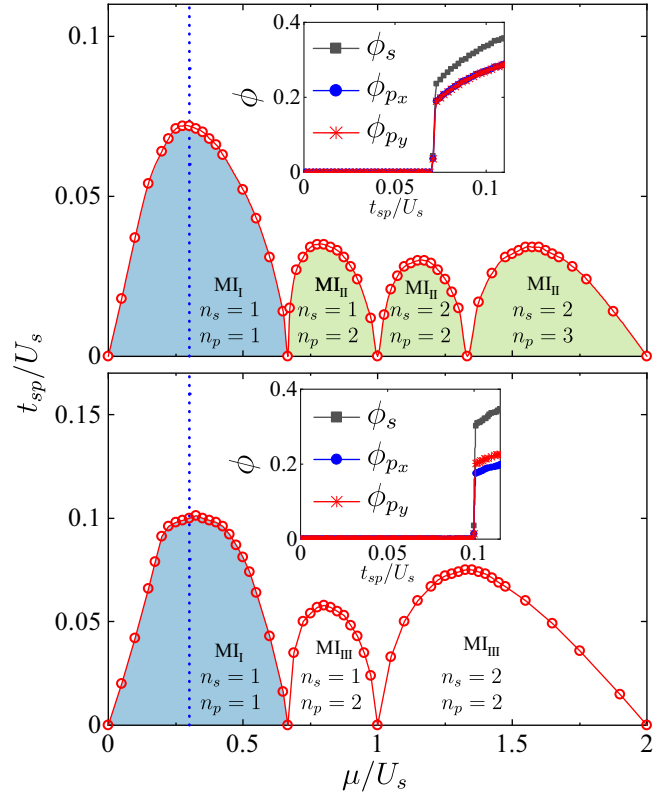 0.1
0.05
0
t_{sp}/U_s
0.4
0.2
0
ϕ
ϕ_s
ϕ_{p_x}
ϕ_{p_y}
0 0.05 0.1
t_{sp}/U_s
MI_I
n_s = 1
n_p = 1
MI_II
n_s = 1
n_p = 2
MI_II
n_s = 2
n_p = 2
MI_II
n_s = 2
n_p = 3
0.15
0.1
0.05
0
0.4
0.2
0
ϕ
ϕ_s
ϕ_{p_x}
ϕ_{p_y}
0 0.05 0.1
t_{sp}/U_s
MI_I
n_s = 1
n_p = 1
MI_III
n_s = 1
n_p = 2
MI_III
n_s = 2
n_p = 2
0 0.5 1 1.5 2
μ/U_s